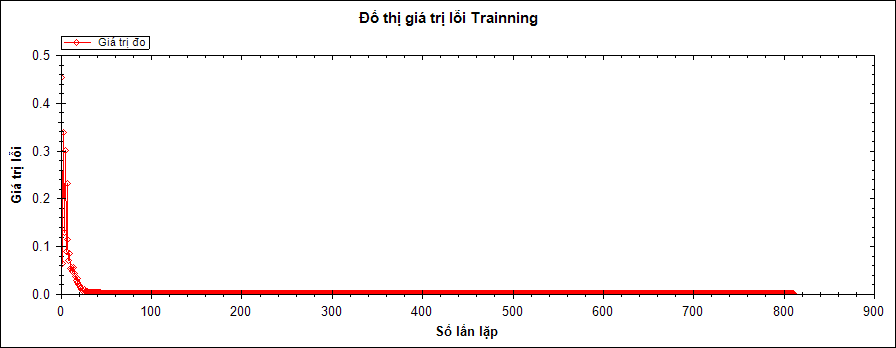 Đồ thị giá trị lỗi Trainning
Giá trị đo
0.5
0.4
0.3
0.2
0.1
0.0
Giá trị lỗi
0 100 200 300 400 500 600 700 800 900
Số lần lặp